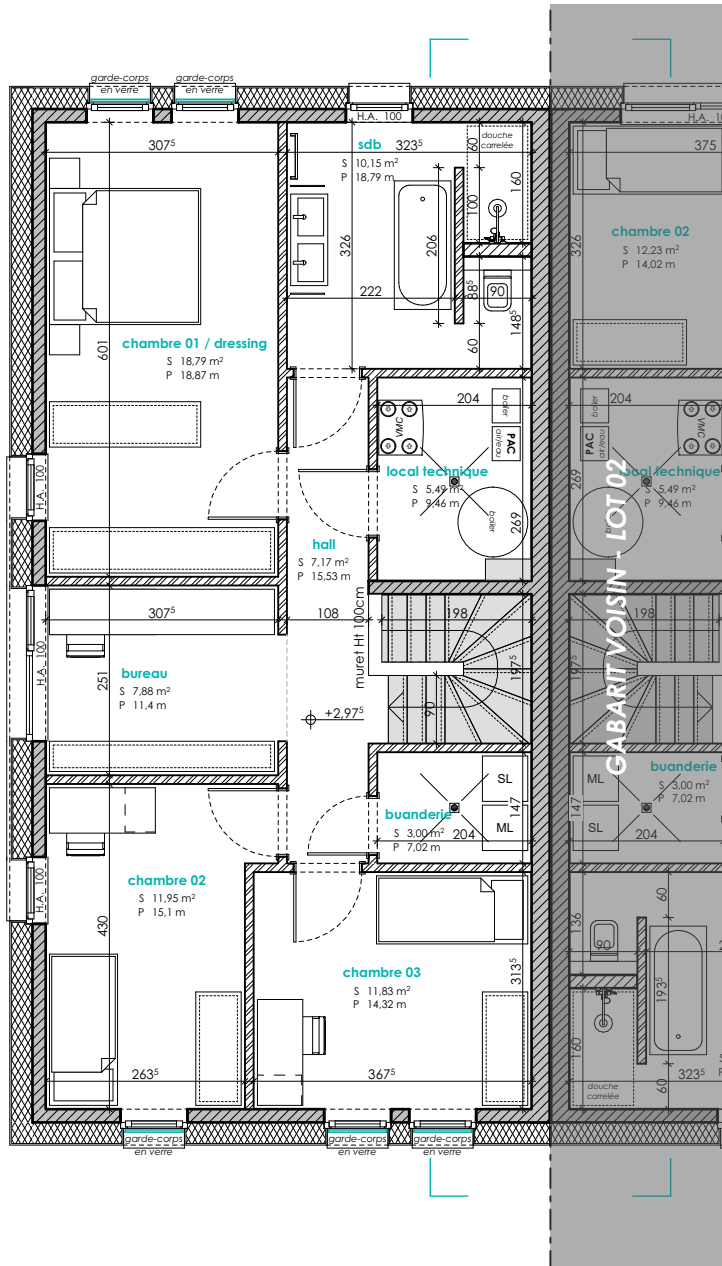 garde-corps
en verre
garde-corps
en verre
H.A. 100
H.A. 100
307⁵
323⁵
375
sdb
S 10,15 m²
P 18,79 m
60
douche
carrelée
160
100
326
206
222
88⁵
90
148⁵
60
326
chambre 02
S 12,23 m²
P 14,02 m
chambre 01 / dressing
S 18,79 m²
P 18,87 m
601
H.A. 100
204
VMC
boiler
PAC
air/eau
local technique
S 5,49 m²
P 9,46 m
boiler
269
boiler
PAC
air/eau
204
VMC
local technique
S 5,49 m²
P 9,46 m
269
hall
S 7,17 m²
P 15,53 m
GABARIT VOISIN - LOT 02
307⁵
108
muret Ht 100cm
198
197⁵
90
198
197⁵
H.A. 100
251
bureau
S 7,88 m²
P 11,4 m
+2,97⁵
buanderie
S 3,00 m²
P 7,02 m
SL
ML
147
204
ML
SL
147
204
buanderie
S 3,00 m²
P 7,02 m
H.A. 100
chambre 02
S 11,95 m²
P 15,1 m
430
263⁵
chambre 03
S 11,83 m²
P 14,32 m
313⁵
367⁵
136
90
60
193⁵
160
60
douche
carrelée
323⁵
garde-corps
en verre
garde-corps
en verre
garde-corps
en verre